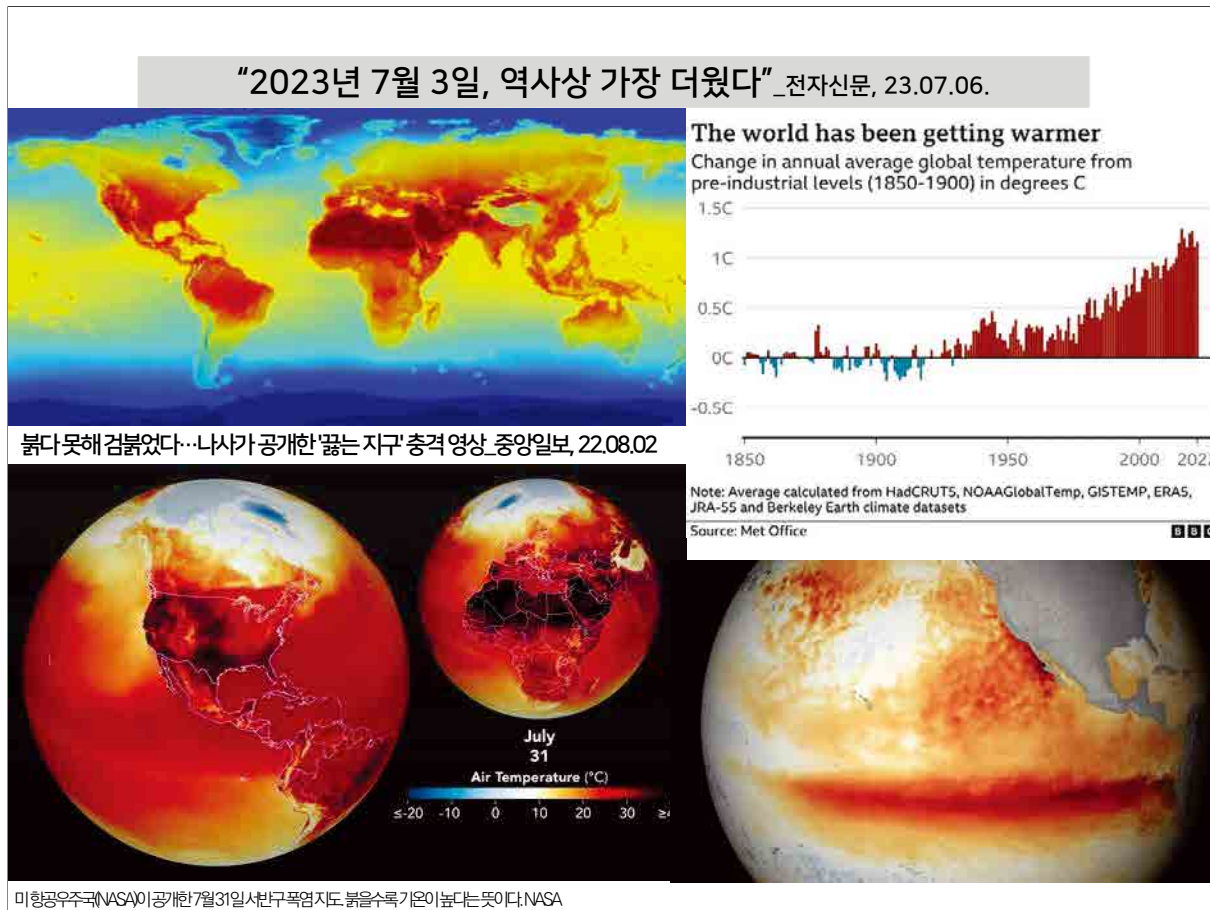 “2023년 7월 3일, 역사상 가장 더웠다”_전자신문, 23.07.06.
The world has been getting warmer
Change in annual average global temperature from
pre-industrial levels (1850-1900) in degrees C
1.5C
1C
0.5C
0C
-0.5C
1850 1900 1950 2000 202
Note: Average calculated from HadCRUT5, NOAAGlobalTemp, GISTEMP, ERA5,
JRA-55 and Berkeley Earth climate datasets
Source: Met Office
B B C
붉다 못해 검붉었다…나사가 공개한 '끓는 지구' 충격 영상_중앙일보, 22.08.02
July
31
Air Temperature (°C)
≤-20 -10 0 10 20 30 ≥4
미 항공우주국(NASA)이 공개한 7월 31일 서반구 폭염 지도. 붉을수록 기온이 높다는 뜻이다. NASA